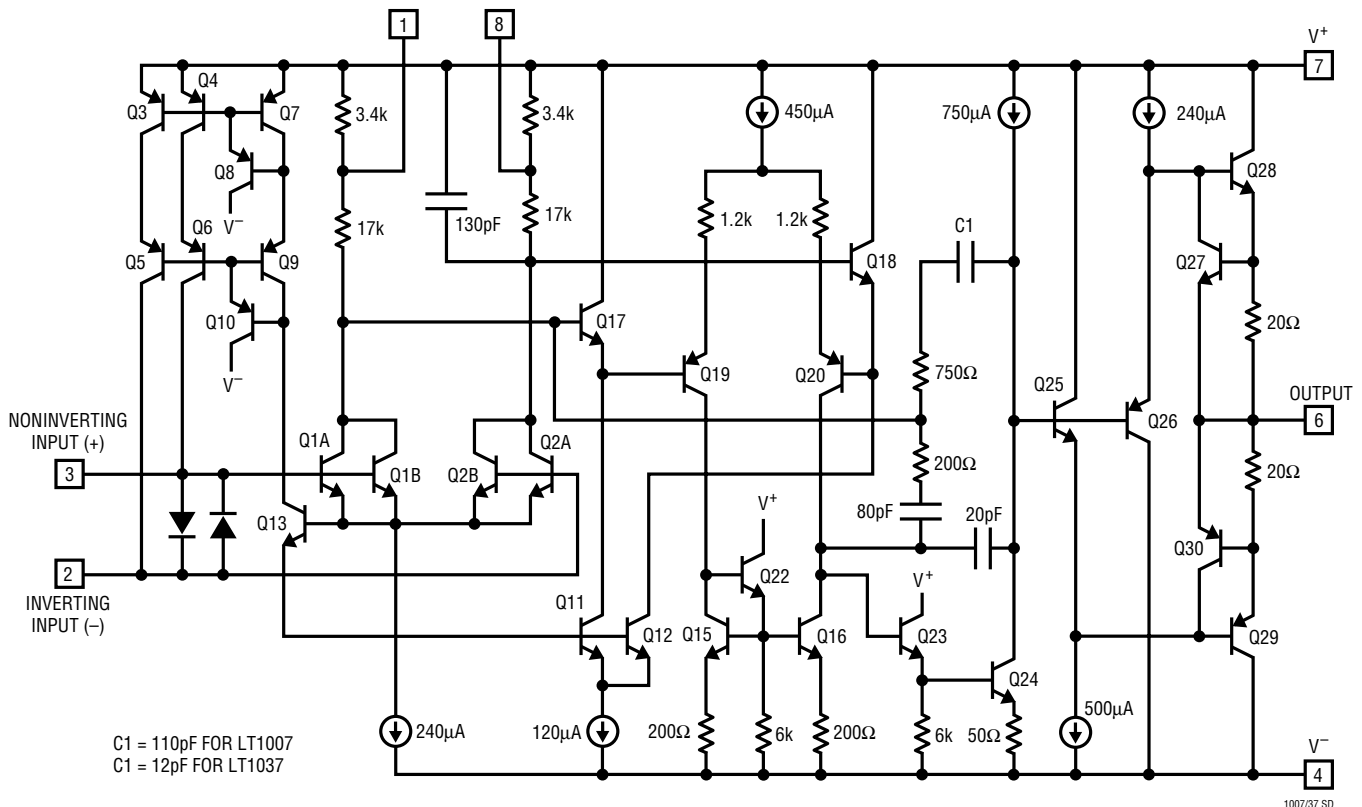 1
8
V+
7
Q3
Q4
Q7
3.4k
3.4k
450µA
750µA
240µA
Q8
Q28
V−
130pF
17k
17k
1.2k
1.2k
C1
Q5
Q6
Q9
Q18
Q27
Q10
Q17
20Ω
V−
Q19
Q20
750Ω
Q25
Q26
OUTPUT
6
NONINVERTING
INPUT (+)
3
Q1A
Q1B
Q2B
Q2A
200Ω
20Ω
Q13
V+
80pF
20pF
Q30
2
INVERTING
INPUT (–)
Q22
V+
Q11
Q12
Q15
Q16
Q23
Q29
Q24
240µA
120µA
200Ω
6k
200Ω
6k
50Ω
500µA
V−
4
C1 = 110pF FOR LT1007
C1 = 12pF FOR LT1037
1007/37 SD